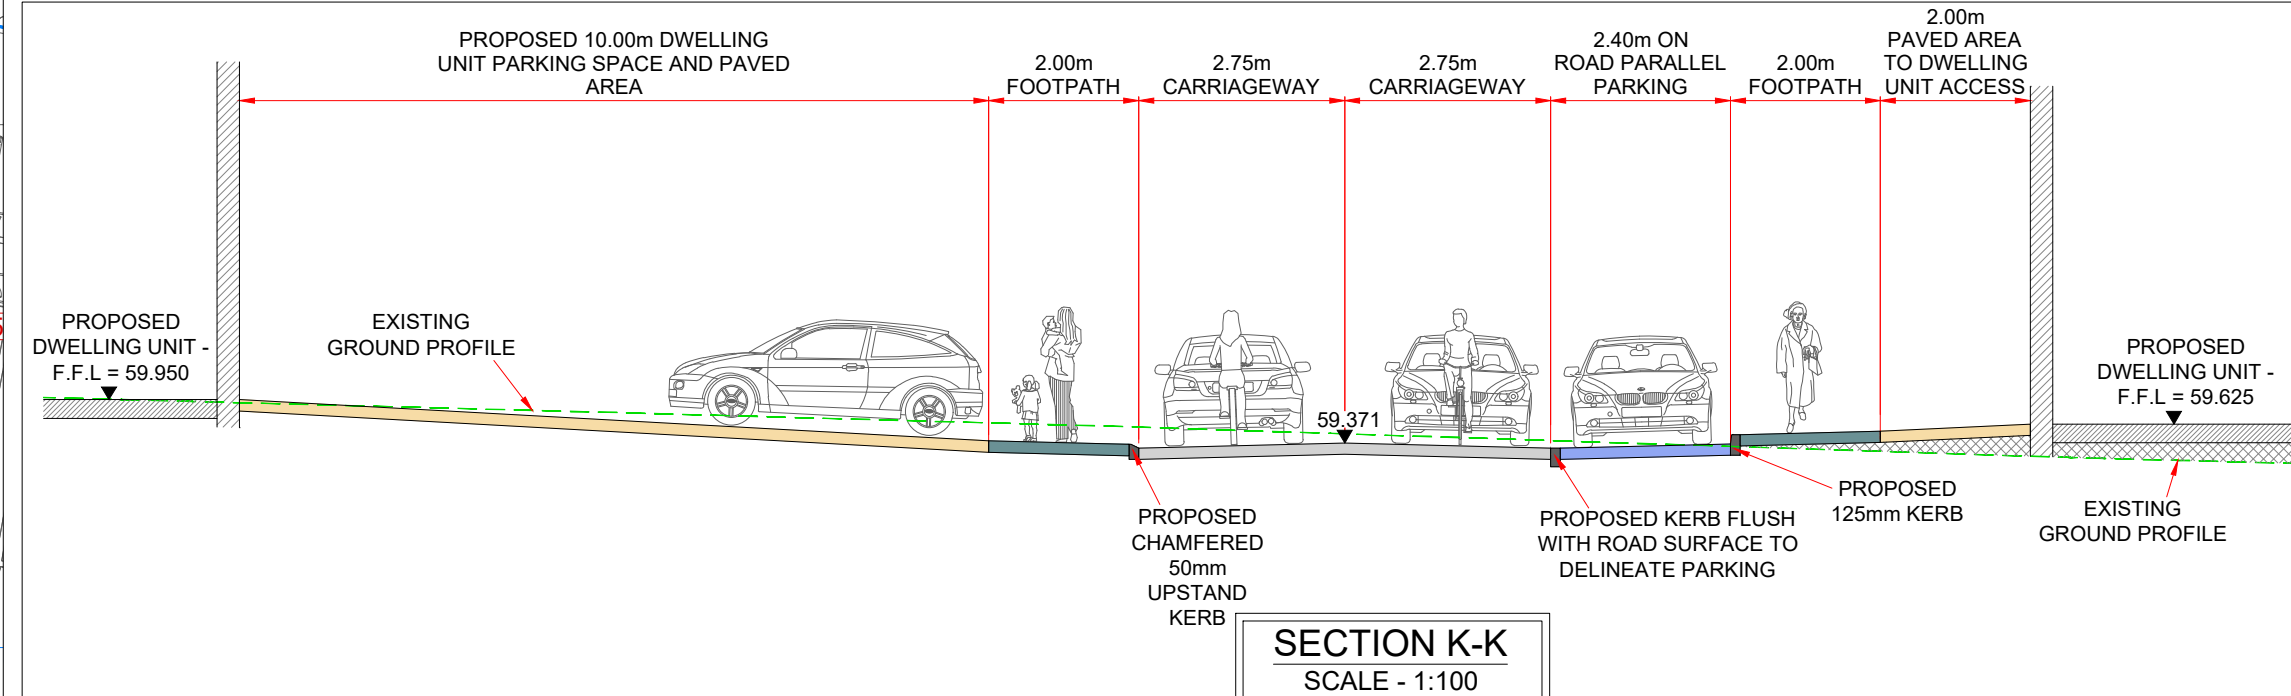 PROPOSED 10.00m DWELLING
UNIT PARKING SPACE AND PAVED
AREA
2.00m
FOOTPATH
2.75m
CARRIAGEWAY
2.75m
CARRIAGEWAY
2.40m ON
ROAD PARALLEL
PARKING
2.00m
FOOTPATH
2.00m
PAVED AREA
TO DWELLING
UNIT ACCESS
PROPOSED
DWELLING UNIT -
F.F.L = 59.950
EXISTING
GROUND PROFILE
59.371
PROPOSED
DWELLING UNIT -
F.F.L = 59.625
PROPOSED
CHAMFERED
50mm
UPSTAND
KERB
PROPOSED KERB FLUSH
WITH ROAD SURFACE TO
DELINEATE PARKING
PROPOSED
125mm KERB
EXISTING
GROUND PROFILE
SECTION K-K
SCALE - 1:100